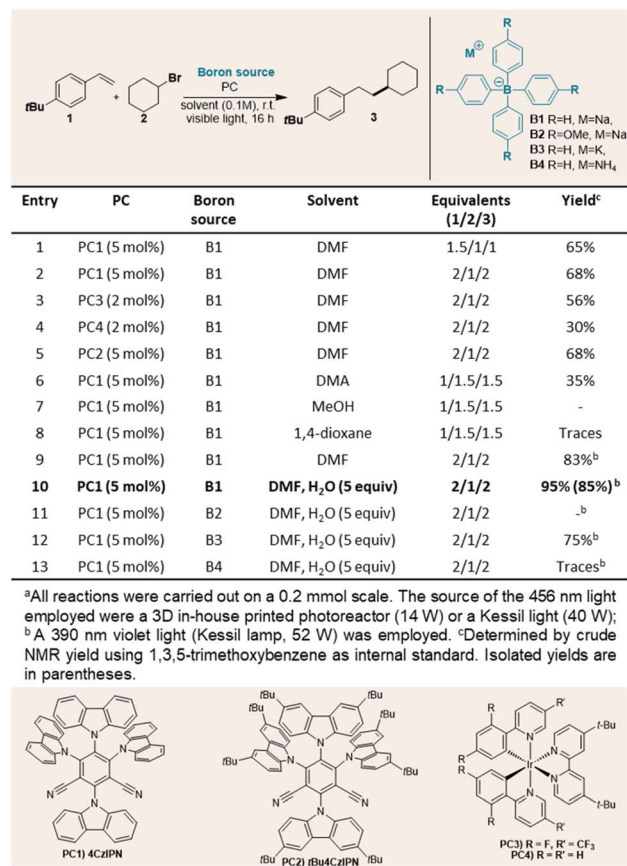 R
Br
Boron source
PC
M⊕
R
B⊖
R
+
solvent (0.1M), r.t.
visible light, 16 h
tBu
1
2
tBu
3
R
B1 R=H, M=Na,
B2 R=OMe, M=Na
B3 R=H, M=K,
B4 R=H, M=NH4
Entry PC Boron source Solvent Equivalents (1/2/3) Yieldᶜ
1 PC1 (5 mol%) B1 DMF 1.5/1/1 65%
2 PC1 (5 mol%) B1 DMF 2/1/2 68%
3 PC3 (2 mol%) B1 DMF 2/1/2 56%
4 PC4 (2 mol%) B1 DMF 2/1/2 30%
5 PC2 (5 mol%) B1 DMF 2/1/2 68%
6 PC1 (5 mol%) B1 DMA 1/1.5/1.5 35%
7 PC1 (5 mol%) B1 MeOH 1/1.5/1.5 -
8 PC1 (5 mol%) B1 1,4-dioxane 1/1.5/1.5 Traces
9 PC1 (5 mol%) B1 DMF 2/1/2 83%ᵇ
10 PC1 (5 mol%) B1 DMF, H₂O (5 equiv) 2/1/2 95% (85%)ᵇ
11 PC1 (5 mol%) B2 DMF, H₂O (5 equiv) 2/1/2 -ᵇ
12 PC1 (5 mol%) B3 DMF, H₂O (5 equiv) 2/1/2 75%ᵇ
13 PC1 (5 mol%) B4 DMF, H₂O (5 equiv) 2/1/2 Tracesᵇ
ᵃAll reactions were carried out on a 0.2 mmol scale. The source of the 456 nm light
employed were a 3D in-house printed photoreactor (14 W) or a Kessil light (40 W);
ᵇ A 390 nm violet light (Kessil lamp, 52 W) was employed. ᶜDetermined by crude
NMR yield using 1,3,5-trimethoxybenzene as internal standard. Isolated yields are
in parentheses.
N
N N
NC CN
N
PC1) 4CzIPN
tBu tBu
tBu tBu
N
N N
tBu tBu
NC CN
N
tBu tBu
PC2) tBu4CzIPN
R'
R
t-Bu
R N N
Ir
R N N
t-Bu
R
R'
PC3) R = F, R' = CF₃
PC4) R = R' = H